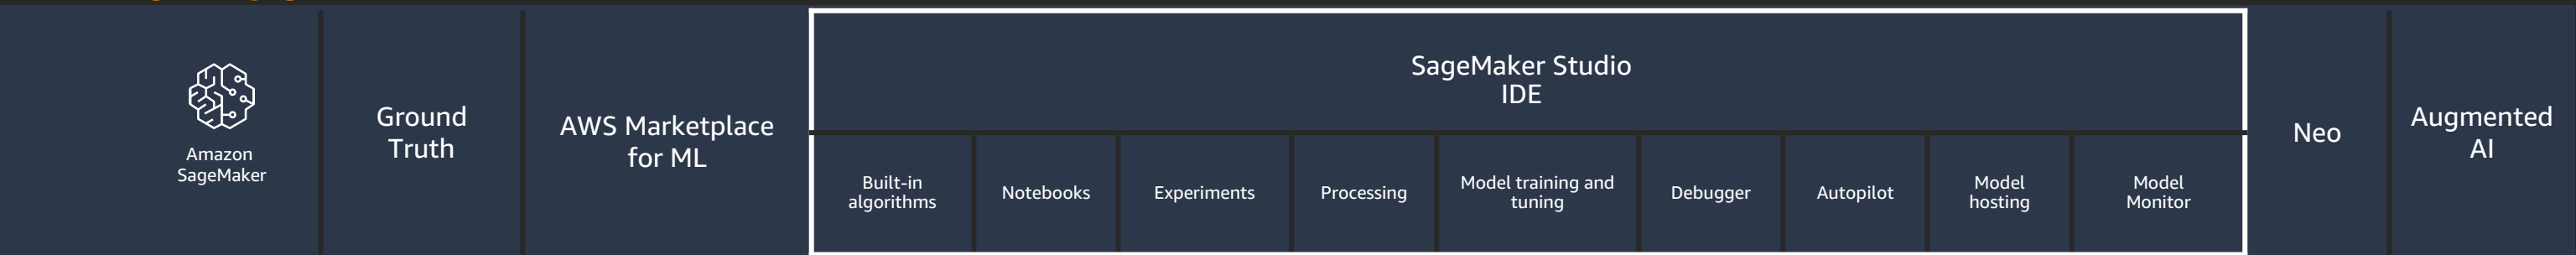 Amazon
SageMaker
Ground
Truth
AWS Marketplace
for ML
SageMaker Studio
IDE
Built-in
algorithms
Notebooks
Experiments
Processing
Model training and
tuning
Debugger
Autopilot
Model
hosting
Model
Monitor
Neo
Augmented
AI